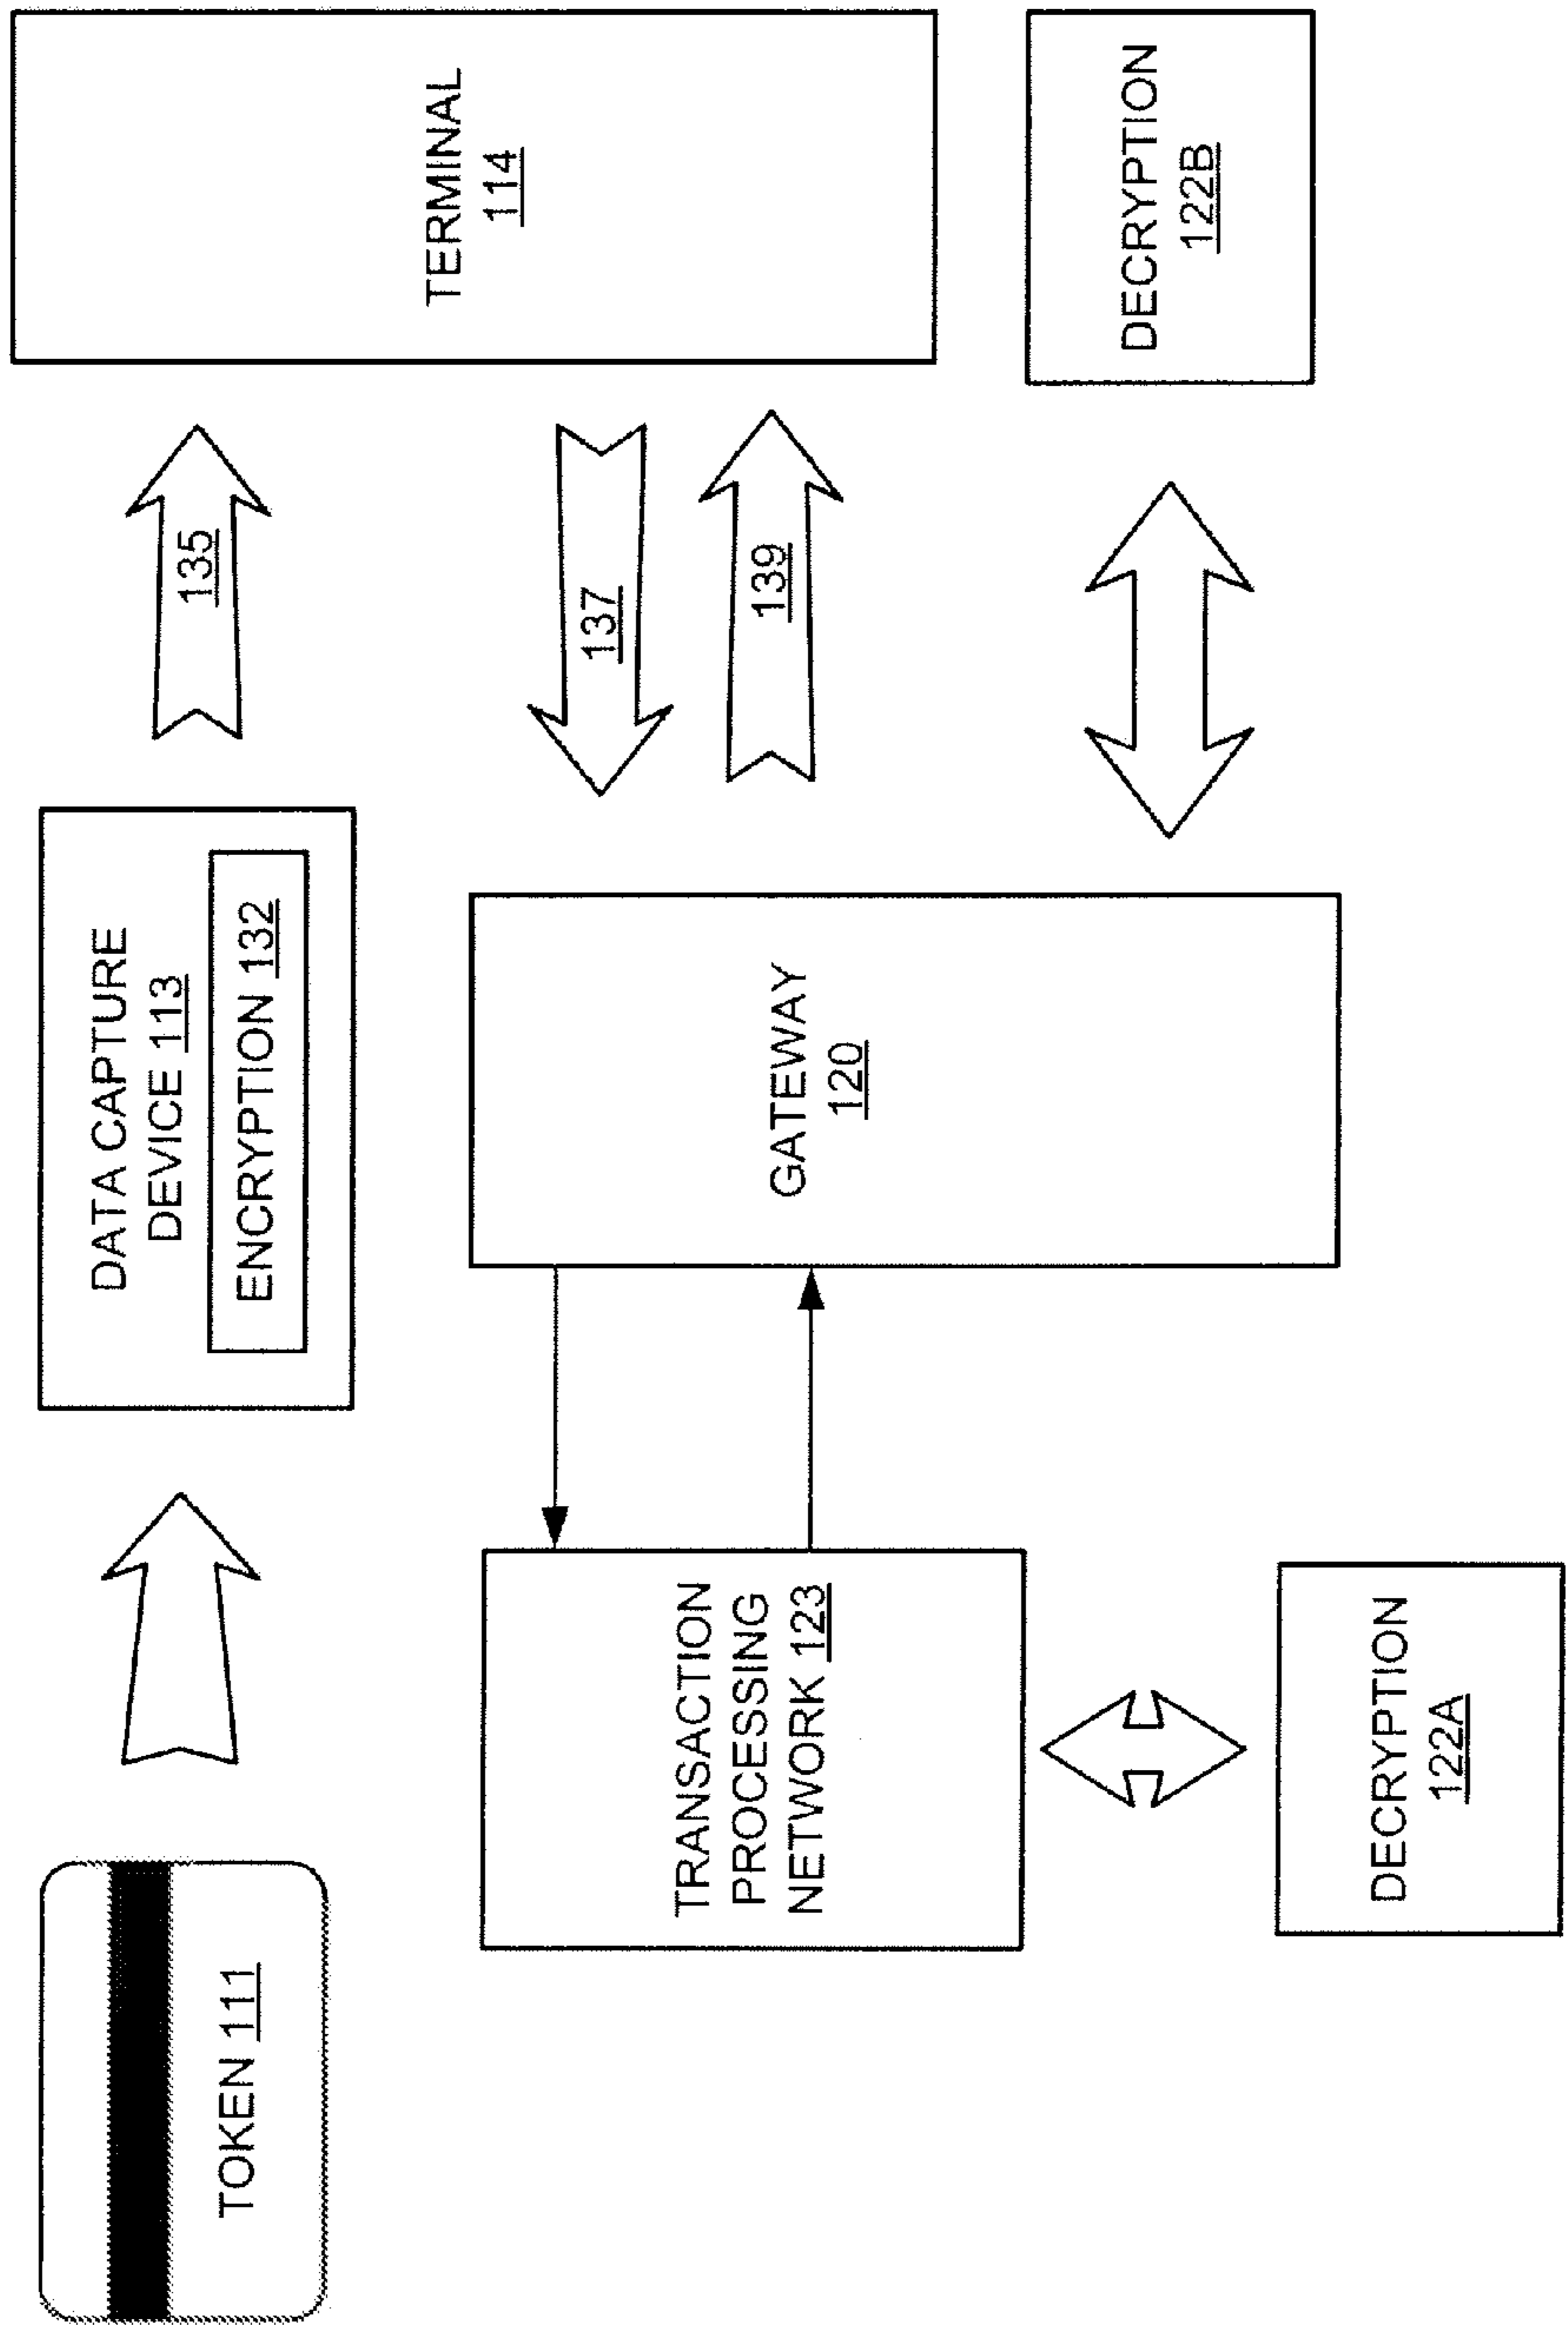 TOKEN 111
DATA CAPTURE
DEVICE 113
ENCRYPTION 132
135
TERMINAL
114
TRANSACTION
PROCESSING
NETWORK 123
GATEWAY
120
137
139
DECRYPTION
122A
DECRYPTION
122B